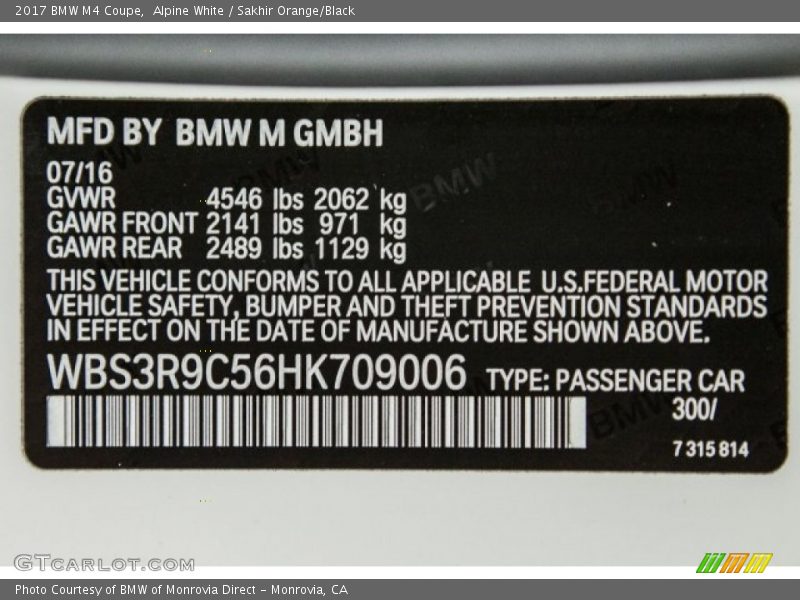 2017 BMW M4 Coupe,  Alpine White / Sakhir Orange/Black
MFD BY BMW M GMBH
07/16
GVWR 4546 lbs 2062 kg
GAWR FRONT 2141 lbs 971 kg
GAWR REAR 2489 lbs 1129 kg
THIS VEHICLE CONFORMS TO ALL APPLICABLE U.S.FEDERAL MOTOR
VEHICLE SAFETY, BUMPER AND THEFT PREVENTION STANDARDS
IN EFFECT ON THE DATE OF MANUFACTURE SHOWN ABOVE.
WBS3R9C56HK709006 TYPE: PASSENGER CAR
300/
7 315 814
GTCARLOT.COM
Photo Courtesy of BMW of Monrovia Direct – Monrovia, CA